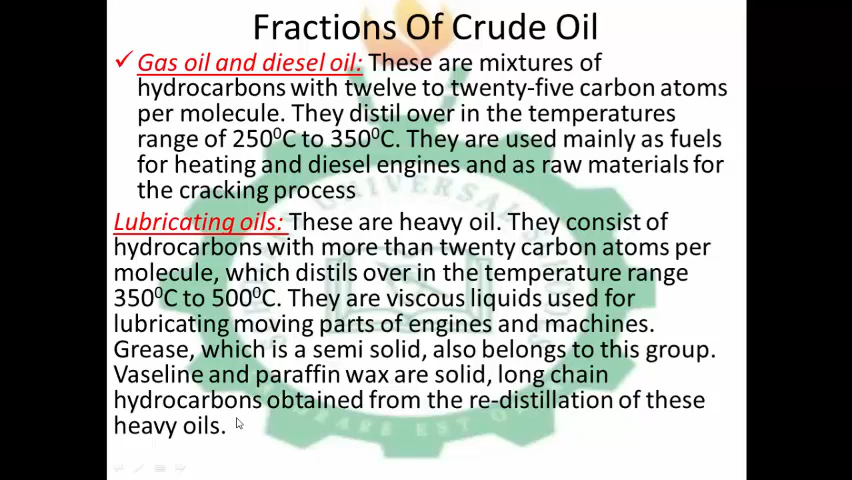 Fractions Of Crude Oil
✓ Gas oil and diesel oil: These are mixtures of
hydrocarbons with twelve to twenty-five carbon atoms
per molecule. They distil over in the temperatures
range of 250⁰C to 350⁰C. They are used mainly as fuels
for heating and diesel engines and as raw materials for
the cracking process
Lubricating oils: These are heavy oil. They consist of
hydrocarbons with more than twenty carbon atoms per
molecule, which distils over in the temperature range
350⁰C to 500⁰C. They are viscous liquids used for
lubricating moving parts of engines and machines.
Grease, which is a semi solid, also belongs to this group.
Vaseline and paraffin wax are solid, long chain
hydrocarbons obtained from the re-distillation of these
heavy oils.